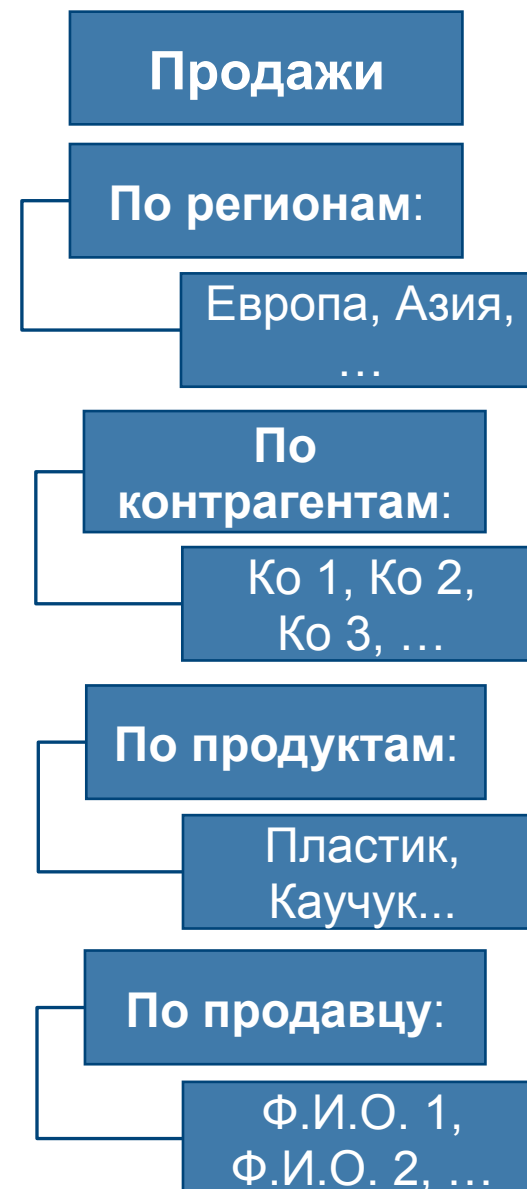 Продажи
По регионам:
Европа, Азия,
…
По
контрагентам:
Ко 1, Ко 2,
Ко 3, …
По продуктам:
Пластик,
Каучук...
По продавцу:
Ф.И.О. 1,
Ф.И.О. 2, …